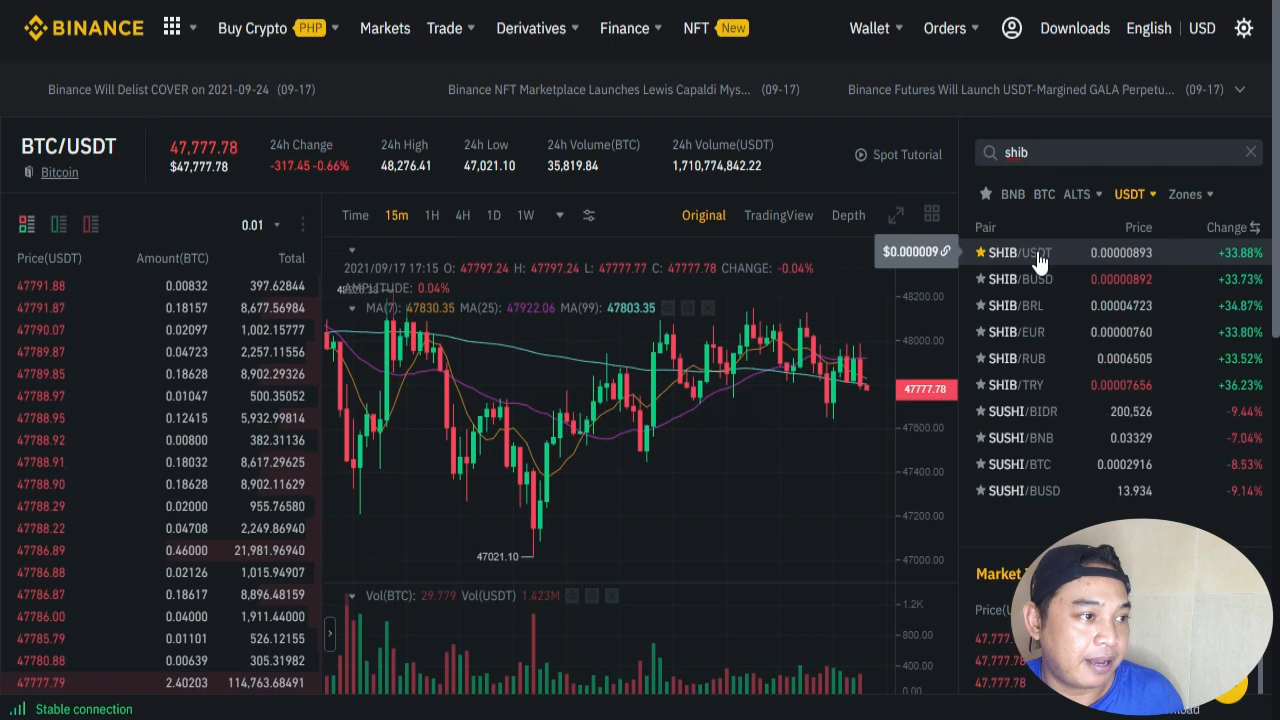 BINANCE Buy Crypto PHP Markets Trade Derivatives Finance NFT New Wallet Orders Downloads English USD
Binance Will Delist COVER on 2021-09-24 (09-17) Binance NFT Marketplace Launches Lewis Capaldi Mys... (09-17) Binance Futures Will Launch USDT-Margined GALA Perpetu... (09-17)
BTC/USDT
Bitcoin
47,777.78
$47,777.78
24h Change
-317.45 -0.66%
24h High
48,276.41
24h Low
47,021.10
24h Volume(BTC)
35,819.84
24h Volume(USDT)
1,710,774,842.22
Spot Tutorial
0.01
Price(USDT) Amount(BTC) Total
47791.88 0.00832 397.62844
47791.87 0.18157 8,677.56984
47790.07 0.02097 1,002.15777
47789.87 0.04723 2,257.11556
47789.85 0.18628 8,902.29326
47788.97 0.01047 500.35052
47788.95 0.12415 5,932.99814
47788.92 0.00800 382.31136
47788.91 0.18032 8,617.29625
47788.90 0.18628 8,902.11629
47788.29 0.02000 955.76580
47788.22 0.04708 2,249.86940
47786.89 0.46000 21,981.96940
47786.88 0.02126 1,015.94907
47786.87 0.18617 8,896.48159
47786.00 0.04000 1,911.44000
47785.79 0.01101 526.12155
47780.88 0.00639 305.31982
47777.79 2.40203 114,763.68491
Time 15m 1H 4H 1D 1W Original TradingView Depth
$0.000009
2021/09/17 17:15 O: 47797.24 H: 47797.24 L: 47777.77 C: 47777.78 CHANGE: -0.04%
AMPLITUDE: 0.04%
MA(7): 47830.35 MA(25): 47922.06 MA(99): 47803.35
48200.00
48000.00
47777.78
47600.00
47400.00
47200.00
47000.00
47021.10
Vol(BTC): 29.779 Vol(USDT) 1.423M
1.2K
800.00
400.00
0.00
shib
BNB BTC ALTS USDT Zones
Pair Price Change
SHIB/USDT 0.00000893 +33.88%
SHIB/BUSD 0.00000892 +33.73%
SHIB/BRL 0.00004723 +34.87%
SHIB/EUR 0.00000760 +33.80%
SHIB/RUB 0.0006505 +33.52%
SHIB/TRY 0.00007656 +36.23%
SUSHI/BIDR 200,526 -9.44%
SUSHI/BNB 0.03329 -7.04%
SUSHI/BTC 0.0002916 -8.53%
SUSHI/BUSD 13.934 -9.14%
Market
47,777.78
47,777.78
Stable connection